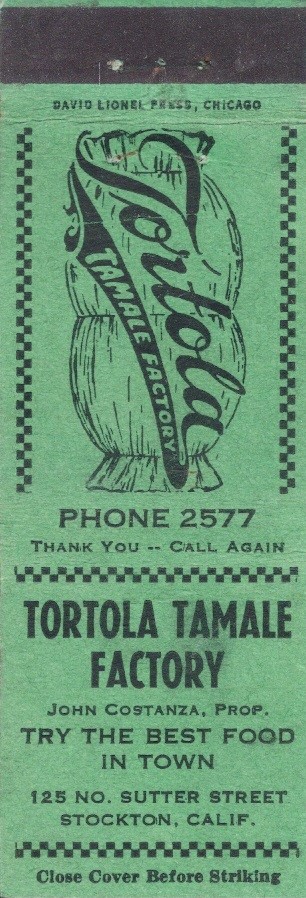 DAVID LIONEL PRESS, CHICAGO
Tortola
TAMALE FACTORY
PHONE 2577
THANK YOU -- CALL AGAIN
TORTOLA TAMALE
FACTORY
JOHN COSTANZA, PROP.
TRY THE BEST FOOD
IN TOWN
125 NO. SUTTER STREET
STOCKTON, CALIF.
Close Cover Before Striking